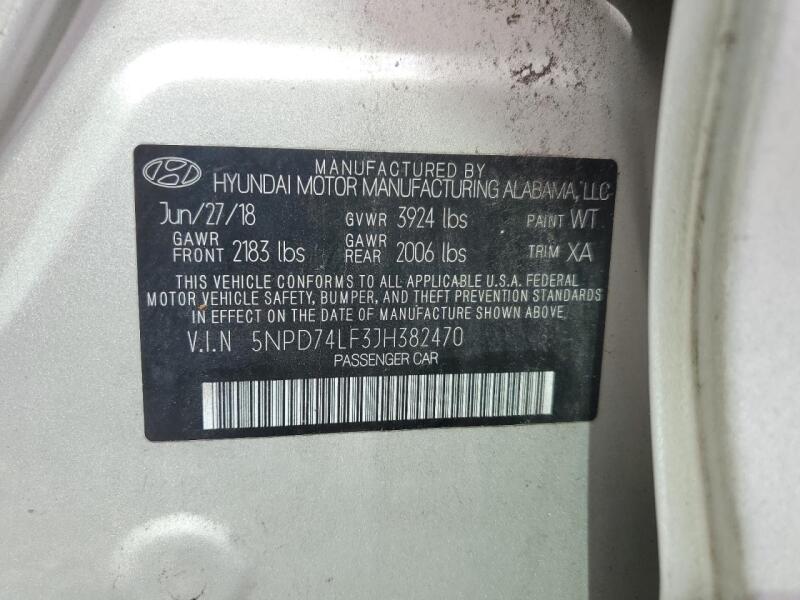 MANUFACTURED BY
HYUNDAI MOTOR MANUFACTURING ALABAMA, LLC
Jun/27/18 GVWR 3924 lbs PAINT WT
GAWR FRONT 2183 lbs GAWR REAR 2006 lbs TRIM XA
THIS VEHICLE CONFORMS TO ALL APPLICABLE U.S.A. FEDERAL
MOTOR VEHICLE SAFETY, BUMPER, AND THEFT PREVENTION STANDARDS
IN EFFECT ON THE DATE OF MANUFACTURE SHOWN ABOVE.
V.I.N 5NPD74LF3JH382470
PASSENGER CAR